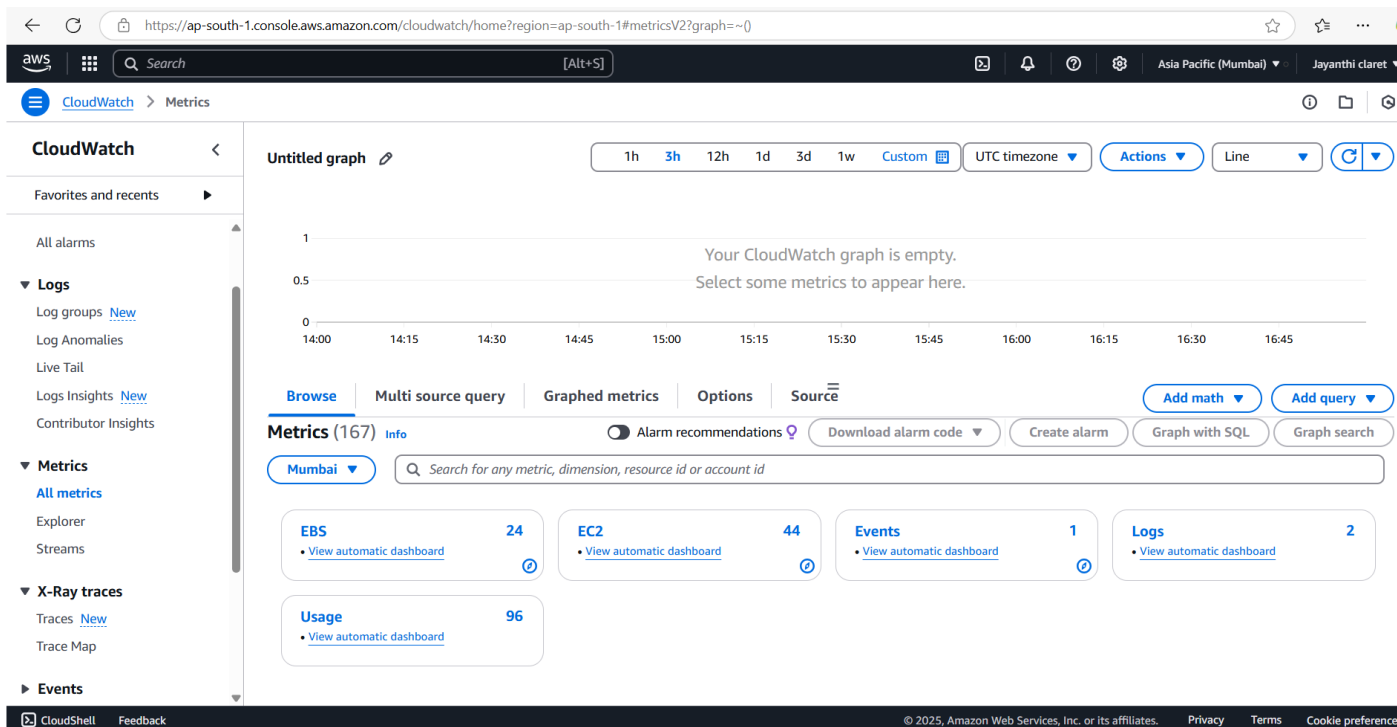 https://ap-south-1.console.aws.amazon.com/cloudwatch/home?region=ap-south-1#metricsV2?graph=~()
aws Search [Alt+S] Asia Pacific (Mumbai) Jayanthi claret
CloudWatch > Metrics
CloudWatch
Favorites and recents
All alarms
Logs
Log groups New
Log Anomalies
Live Tail
Logs Insights New
Contributor Insights
Metrics
All metrics
Explorer
Streams
X-Ray traces
Traces New
Trace Map
Events
Untitled graph 1h 3h 12h 1d 3d 1w Custom UTC timezone Actions Line
1
Your CloudWatch graph is empty.
0.5
Select some metrics to appear here.
0
14:00 14:15 14:30 14:45 15:00 15:15 15:30 15:45 16:00 16:15 16:30 16:45
Browse Multi source query Graphed metrics Options Source Add math Add query
Metrics (167) Info Alarm recommendations Download alarm code Create alarm Graph with SQL Graph search
Mumbai Search for any metric, dimension, resource id or account id
EBS 24
• View automatic dashboard
EC2 44
• View automatic dashboard
Events 1
• View automatic dashboard
Logs 2
• View automatic dashboard
Usage 96
• View automatic dashboard
CloudShell Feedback © 2025, Amazon Web Services, Inc. or its affiliates. Privacy Terms Cookie preference